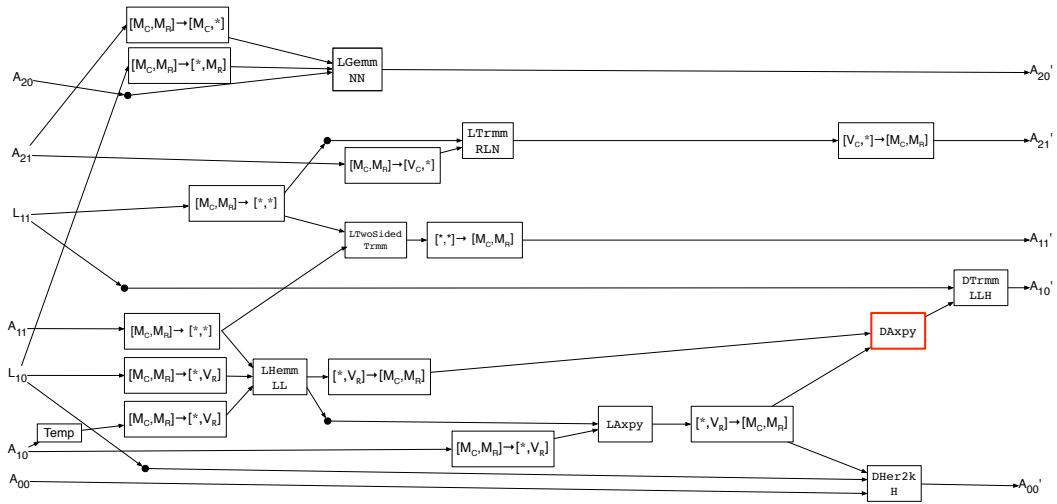 [M_C,M_R]→[M_C,*]
[M_C,M_R]→[*,M_R]
LGemm
NN
A_20
A_20'
LTrmm
RLN
[V_C,*]→[M_C,M_R]
A_21'
A_21
[M_C,M_R]→[V_C,*]
[M_C,M_R]→ [*,*]
L_11
LTwoSided
Trmm
[*,*]→ [M_C,M_R]
A_11'
DTrmm
LLH
A_10'
A_11
[M_C,M_R]→ [*,*]
DAxpy
L_10
[M_C,M_R]→[*,V_R]
LHemm
LL
[*,V_R]→[M_C,M_R]
[M_C,M_R]→[*,V_R]
Temp
LAxpy
[*,V_R]→[M_C,M_R]
A_10
[M_C,M_R]→[*,V_R]
A_00
DHer2k
H
A_00'